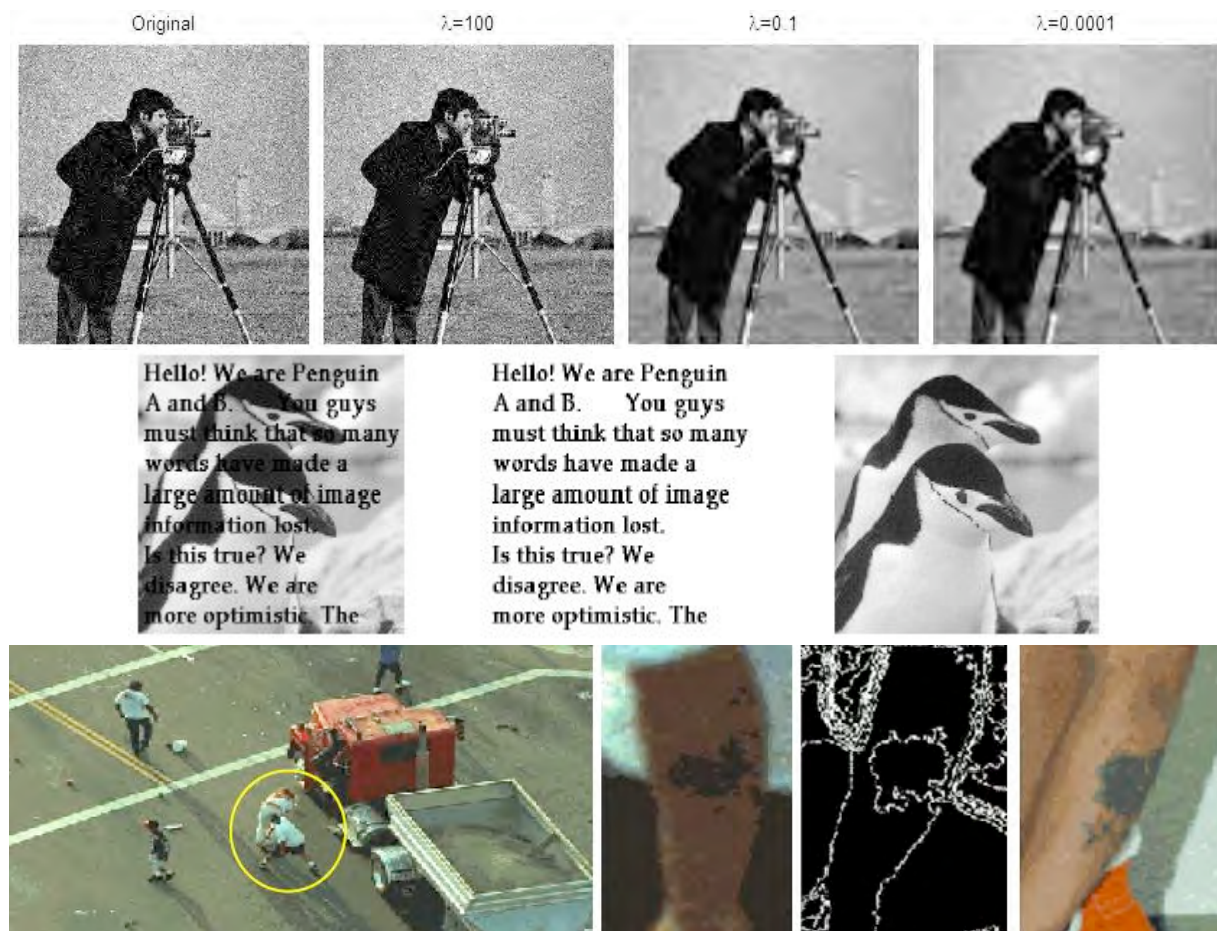 Original λ=100 λ=0.1 λ=0.0001
Hello! We are Penguin
A and B. You guys
must think that so many
words have made a
large amount of image
information lost.
Is this true? We
disagree. We are
more optimistic. The
Hello! We are Penguin
A and B. You guys
must think that so many
words have made a
large amount of image
information lost.
Is this true? We
disagree. We are
more optimistic. The